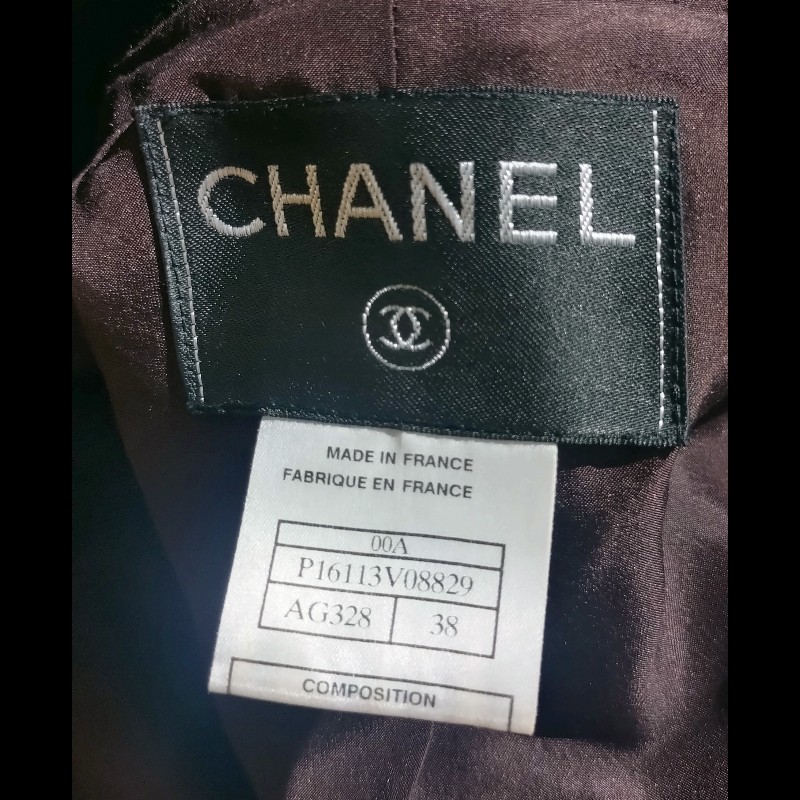 CHANEL
MADE IN FRANCE
FABRIQUE EN FRANCE
00A
P16113V08829
AG328 38
COMPOSITION